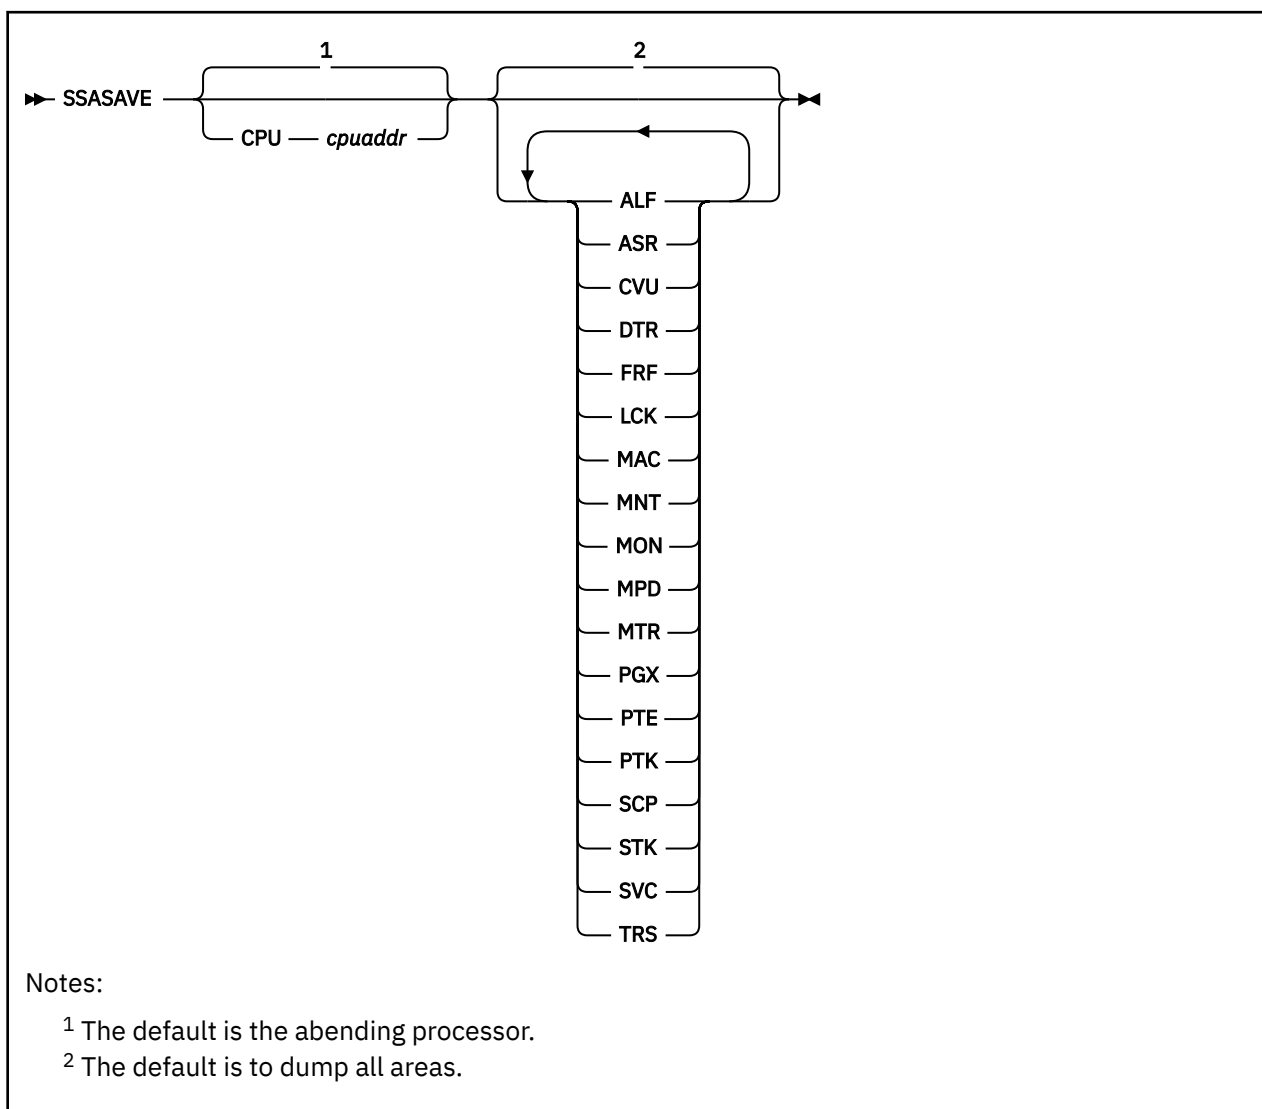 1 2
SSASAVE
CPU cpuaddr
ALF
ASR
CVU
DTR
FRF
LCK
MAC
MNT
MON
MPD
MTR
PGX
PTE
PTK
SCP
STK
SVC
TRS
Notes:
1 The default is the abending processor.
2 The default is to dump all areas.